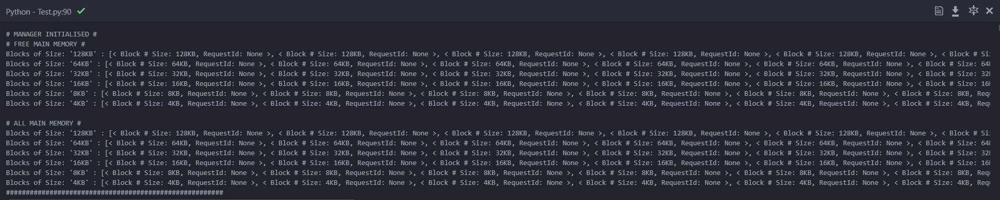 Python - Test.py:90
# MANAGER INITIALISED #
# FREE MAIN MEMORY #
Blocks of Size: '128KB' : [< Block # Size: 128KB, RequestId: None >, < Block # Size: 128KB, RequestId: None >, < Block # Size: 128KB, RequestId: None >, < Block # Size: 128KB, RequestId: None >, < Block # Size: 128KB, RequestId: None >, < Block # Si
Blocks of Size: '64KB' : [< Block # Size: 64KB, RequestId: None >, < Block # Size: 64KB, RequestId: None >, < Block # Size: 64KB, RequestId: None >, < Block # Size: 64KB, RequestId: None >, < Block # Size: 64KB, RequestId: None >, < Block # Size: 64
Blocks of Size: '32KB' : [< Block # Size: 32KB, RequestId: None >, < Block # Size: 32KB, RequestId: None >, < Block # Size: 32KB, RequestId: None >, < Block # Size: 32KB, RequestId: None >, < Block # Size: 32KB, RequestId: None >, < Block # Size: 32
Blocks of Size: '16KB' : [< Block # Size: 16KB, RequestId: None >, < Block # Size: 16KB, RequestId: None >, < Block # Size: 16KB, RequestId: None >, < Block # Size: 16KB, RequestId: None >, < Block # Size: 16KB, RequestId: None >, < Block # Size: 16
Blocks of Size: '8KB' : [< Block # Size: 8KB, RequestId: None >, < Block # Size: 8KB, RequestId: None >, < Block # Size: 8KB, RequestId: None >, < Block # Size: 8KB, RequestId: None >, < Block # Size: 8KB, RequestId: None >, < Block # Size: 8KB, Req
Blocks of Size: '4KB' : [< Block # Size: 4KB, RequestId: None >, < Block # Size: 4KB, RequestId: None >, < Block # Size: 4KB, RequestId: None >, < Block # Size: 4KB, RequestId: None >, < Block # Size: 4KB, RequestId: None >, < Block # Size: 4KB, Req
# ALL MAIN MEMORY #
Blocks of Size: '128KB' : [< Block # Size: 128KB, RequestId: None >, < Block # Size: 128KB, RequestId: None >, < Block # Size: 128KB, RequestId: None >, < Block # Size: 128KB, RequestId: None >, < Block # Size: 128KB, RequestId: None >, < Block # Si
Blocks of Size: '64KB' : [< Block # Size: 64KB, RequestId: None >, < Block # Size: 64KB, RequestId: None >, < Block # Size: 64KB, RequestId: None >, < Block # Size: 64KB, RequestId: None >, < Block # Size: 64KB, RequestId: None >, < Block # Size: 64
Blocks of Size: '32KB' : [< Block # Size: 32KB, RequestId: None >, < Block # Size: 32KB, RequestId: None >, < Block # Size: 32KB, RequestId: None >, < Block # Size: 32KB, RequestId: None >, < Block # Size: 32KB, RequestId: None >, < Block # Size: 32
Blocks of Size: '16KB' : [< Block # Size: 16KB, RequestId: None >, < Block # Size: 16KB, RequestId: None >, < Block # Size: 16KB, RequestId: None >, < Block # Size: 16KB, RequestId: None >, < Block # Size: 16KB, RequestId: None >, < Block # Size: 16
Blocks of Size: '8KB' : [< Block # Size: 8KB, RequestId: None >, < Block # Size: 8KB, RequestId: None >, < Block # Size: 8KB, RequestId: None >, < Block # Size: 8KB, RequestId: None >, < Block # Size: 8KB, RequestId: None >, < Block # Size: 8KB, Req
Blocks of Size: '4KB' : [< Block # Size: 4KB, RequestId: None >, < Block # Size: 4KB, RequestId: None >, < Block # Size: 4KB, RequestId: None >, < Block # Size: 4KB, RequestId: None >, < Block # Size: 4KB, RequestId: None >, < Block # Size: 4KB, Req
#######################################################